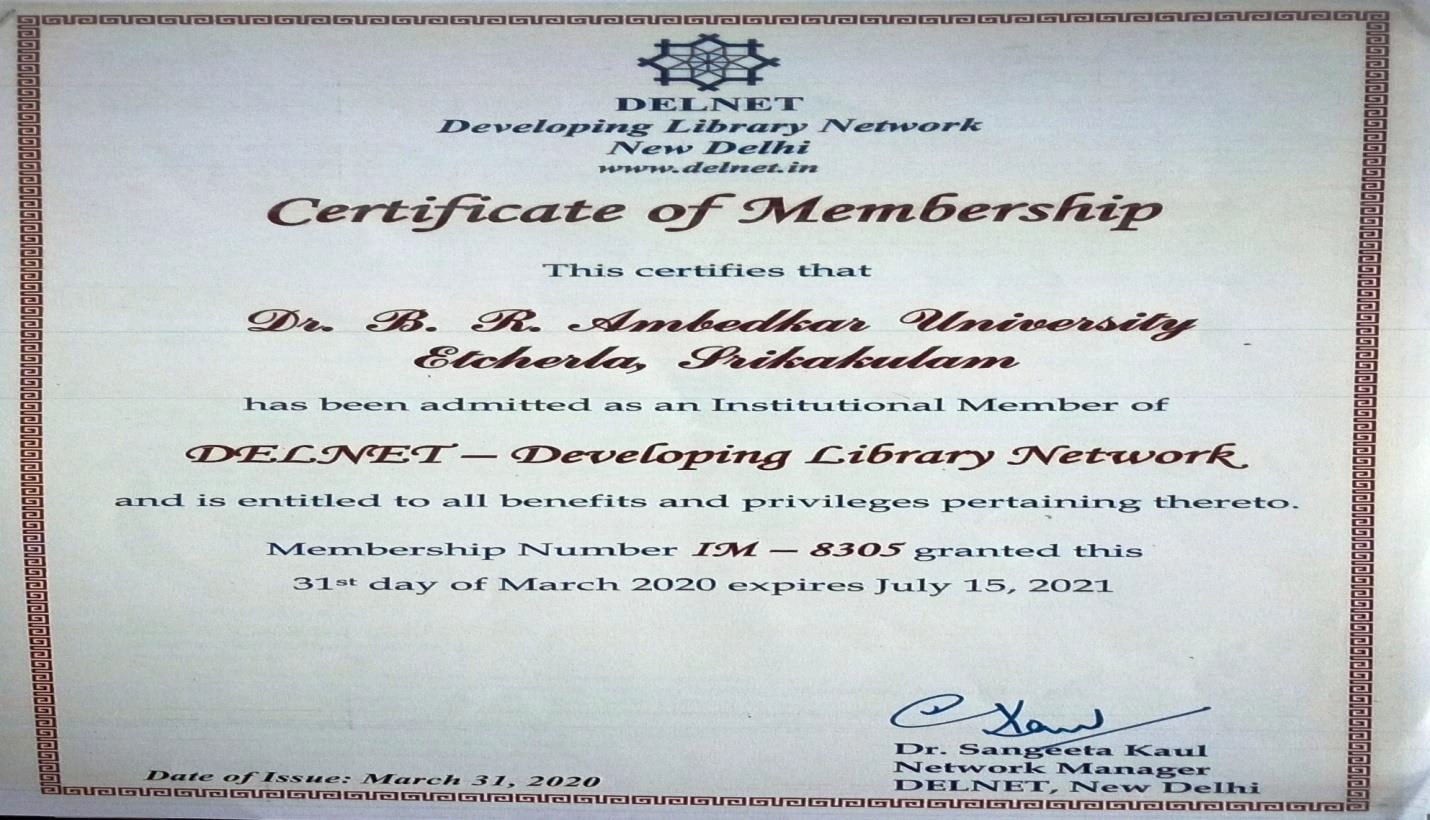 DELNET
Developing Library Network
New Delhi
www.delnet.in
Certificate of Membership
This certifies that
Dr. B. R. Ambedkar University
Etcherla, Srikakulam
has been admitted as an Institutional Member of
DELNET – Developing Library Network
and is entitled to all benefits and privileges pertaining thereto.
Membership Number IM – 8305 granted this
31st day of March 2020 expires July 15, 2021
Dr. Sangeeta Kaul
Network Manager
DELNET, New Delhi
Date of Issue: March 31, 2020